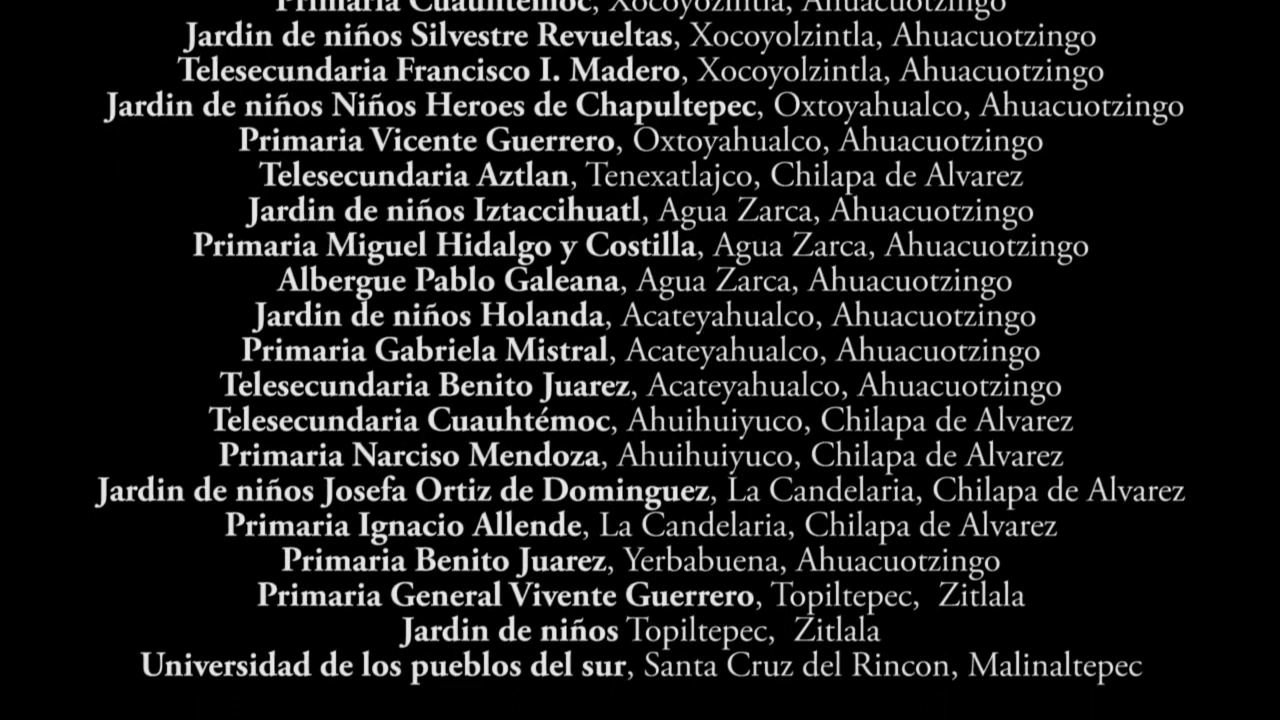 Primaria Cuauhtémoc, Xocoyozintla, Ahuacuotzingo
Jardin de niños Silvestre Revueltas, Xocoyolzintla, Ahuacuotzingo
Telesecundaria Francisco I. Madero, Xocoyolzintla, Ahuacuotzingo
Jardin de niños Niños Heroes de Chapultepec, Oxtoyahualco, Ahuacuotzingo
Primaria Vicente Guerrero, Oxtoyahualco, Ahuacuotzingo
Telesecundaria Aztlan, Tenexatlajco, Chilapa de Alvarez
Jardin de niños Iztaccihuatl, Agua Zarca, Ahuacuotzingo
Primaria Miguel Hidalgo y Costilla, Agua Zarca, Ahuacuotzingo
Albergue Pablo Galeana, Agua Zarca, Ahuacuotzingo
Jardin de niños Holanda, Acateyahualco, Ahuacuotzingo
Primaria Gabriela Mistral, Acateyahualco, Ahuacuotzingo
Telesecundaria Benito Juarez, Acateyahualco, Ahuacuotzingo
Telesecundaria Cuauhtémoc, Ahuihuiyuco, Chilapa de Alvarez
Primaria Narciso Mendoza, Ahuihuiyuco, Chilapa de Alvarez
Jardin de niños Josefa Ortiz de Dominguez, La Candelaria, Chilapa de Alvarez
Primaria Ignacio Allende, La Candelaria, Chilapa de Alvarez
Primaria Benito Juarez, Yerbabuena, Ahuacuotzingo
Primaria General Vivente Guerrero, Topiltepec,  Zitlala
Jardin de niños Topiltepec,  Zitlala
Universidad de los pueblos del sur, Santa Cruz del Rincon, Malinaltepec